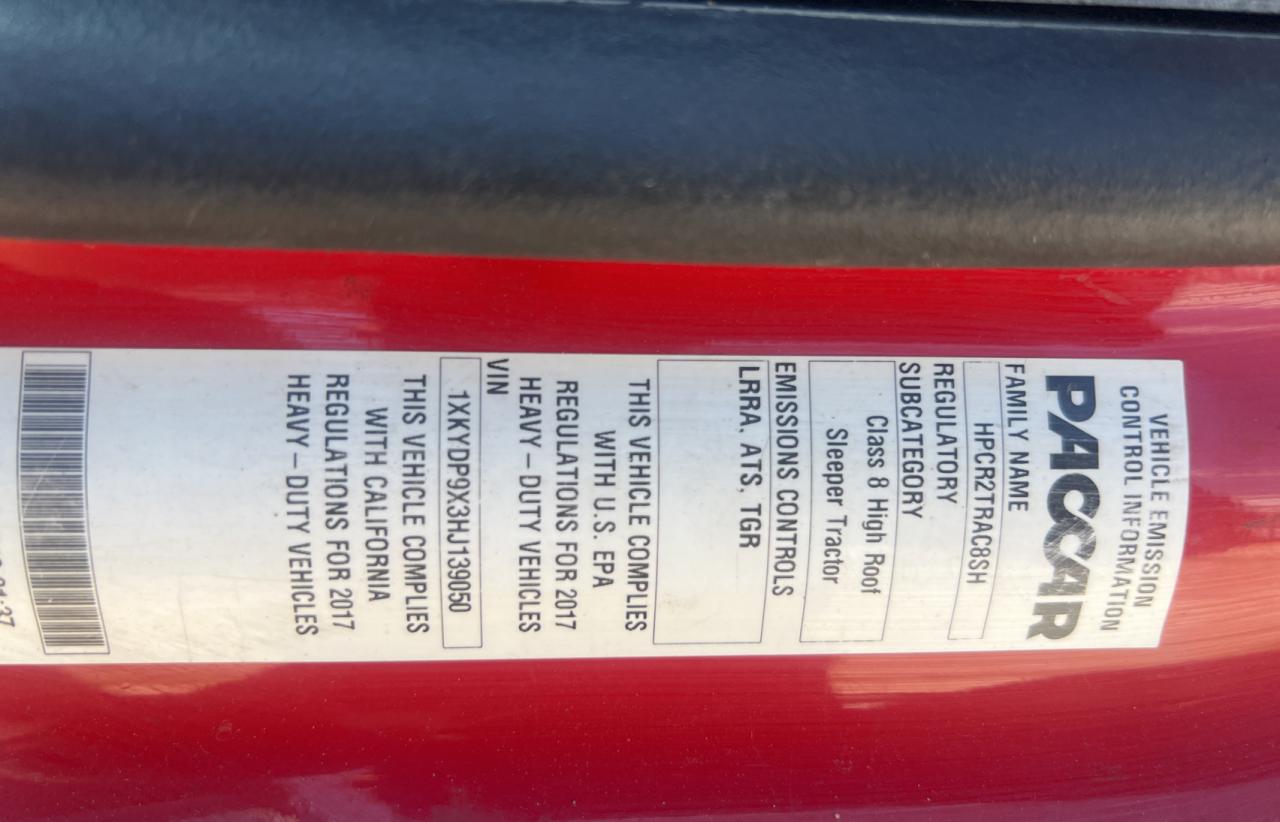 VEHICLE EMISSION
CONTROL INFORMATION
PACCAR
FAMILY NAME
HPCR2TRAC8SH
REGULATORY
SUBCATEGORY
Class 8 High Roof
Sleeper Tractor
EMISSIONS CONTROLS
LRRA, ATS, TGR
THIS VEHICLE COMPLIES
WITH U.S. EPA
REGULATIONS FOR 2017
HEAVY – DUTY VEHICLES
VIN
1XKYDP9X3HJ139050
THIS VEHICLE COMPLIES
WITH CALIFORNIA
REGULATIONS FOR 2017
HEAVY – DUTY VEHICLES